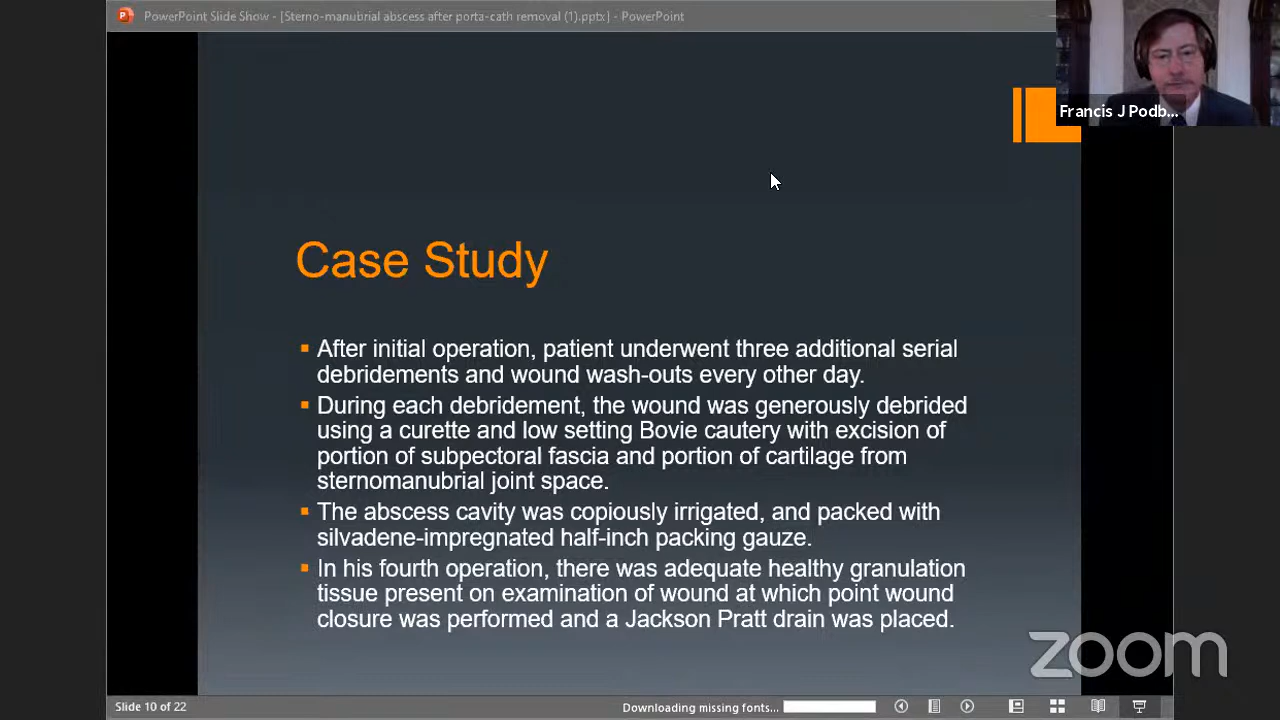 PowerPoint Slide Show - [Sterno-manubrial abscess after porta-cath removal (1).pptx] - PowerPoint
Francis J Podb...
Case Study
After initial operation, patient underwent three additional serial
debridements and wound wash-outs every other day.
During each debridement, the wound was generously debrided
using a curette and low setting Bovie cautery with excision of
portion of subpectoral fascia and portion of cartilage from
sternomanubrial joint space.
The abscess cavity was copiously irrigated, and packed with
silvadene-impregnated half-inch packing gauze.
In his fourth operation, there was adequate healthy granulation
tissue present on examination of wound at which point wound
closure was performed and a Jackson Pratt drain was placed.
zoom
Slide 10 of 22
Downloading missing fonts...